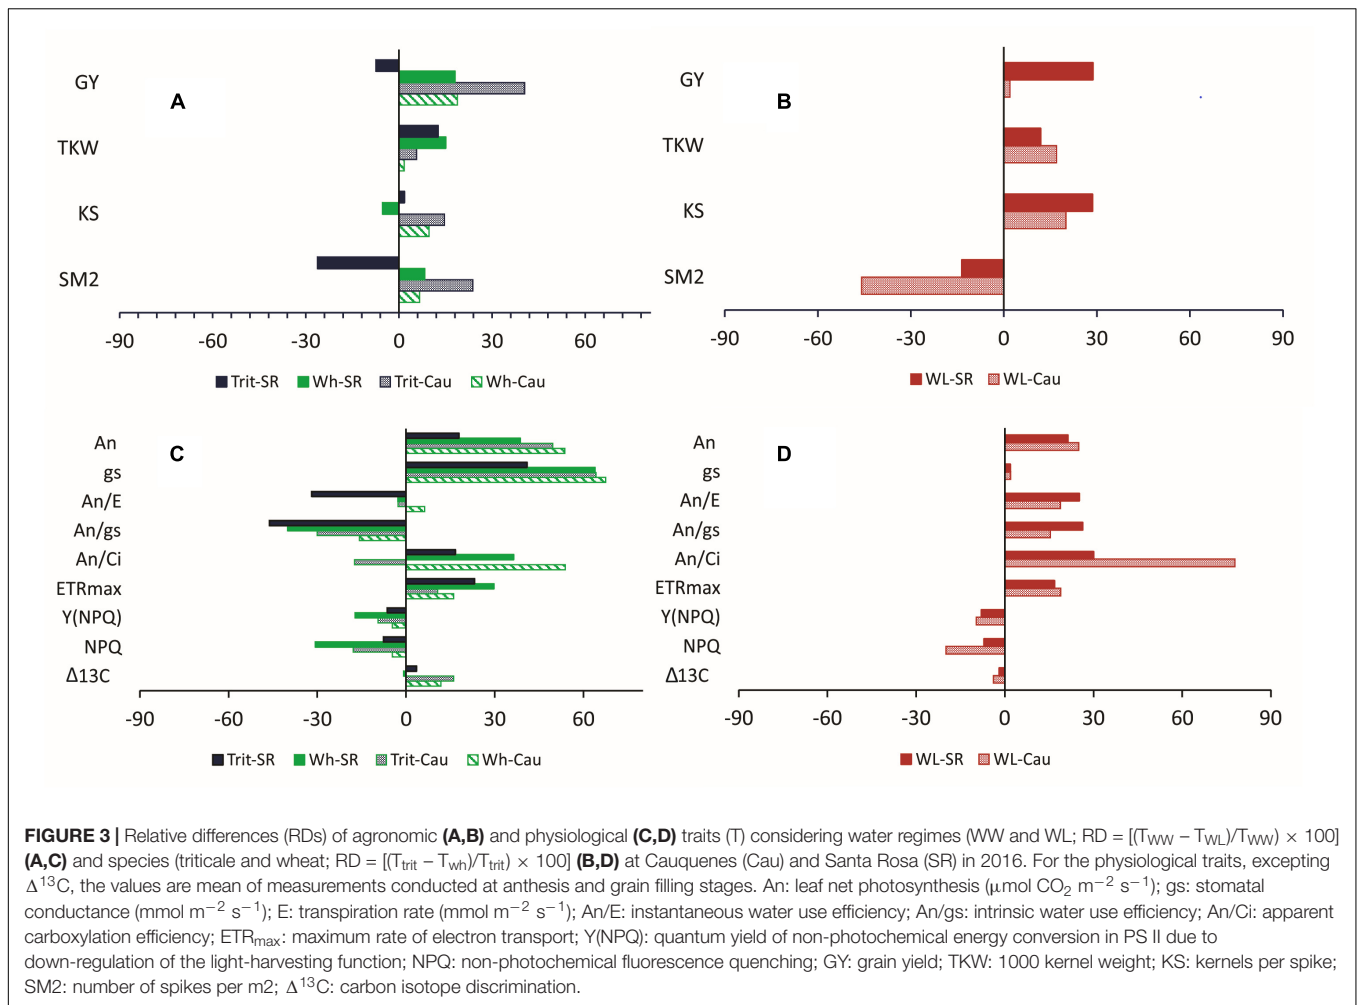 GY
TKW
KS
SM2
A
-90 -60 -30 0 30 60
Trit-SR Wh-SR Trit-Cau Wh-Cau
GY
TKW
KS
SM2
B
-90 -60 -30 0 30 60 90
WL-SR WL-Cau
An
gs
An/E
An/gs
An/Ci
ETRmax
Y(NPQ)
NPQ
Δ13C
C
-90 -60 -30 0 30 60
Trit-SR Wh-SR Trit-Cau Wh-Cau
An
gs
An/E
An/gs
An/Ci
ETRmax
Y(NPQ)
NPQ
Δ13C
D
-90 -60 -30 0 30 60 90
WL-SR WL-Cau
FIGURE 3 | Relative differences (RDs) of agronomic (A,B) and physiological (C,D) traits (T) considering water regimes (WW and WL; RD = [(T_WW − T_WL)/T_WW) × 100]
(A,C) and species (triticale and wheat; RD = [(T_trit − T_wh)/T_trit) × 100] (B,D) at Cauquenes (Cau) and Santa Rosa (SR) in 2016. For the physiological traits, excepting
Δ¹³C, the values are mean of measurements conducted at anthesis and grain filling stages. An: leaf net photosynthesis (μmol CO₂ m⁻² s⁻¹); gs: stomatal
conductance (mmol m⁻² s⁻¹); E: transpiration rate (mmol m⁻² s⁻¹); An/E: instantaneous water use efficiency; An/gs: intrinsic water use efficiency; An/Ci: apparent
carboxylation efficiency; ETR_max: maximum rate of electron transport; Y(NPQ): quantum yield of non-photochemical energy conversion in PS II due to
down-regulation of the light-harvesting function; NPQ: non-photochemical fluorescence quenching; GY: grain yield; TKW: 1000 kernel weight; KS: kernels per spike;
SM2: number of spikes per m2; Δ¹³C: carbon isotope discrimination.